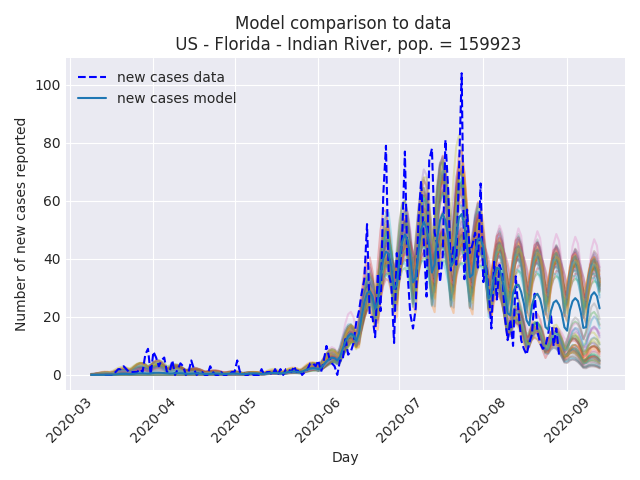 Model comparison to data
US - Florida - Indian River, pop. = 159923
new cases data
new cases model
Number of new cases reported
100
80
60
40
20
0
2020-03
2020-04
2020-05
2020-06
2020-07
2020-08
2020-09
Day